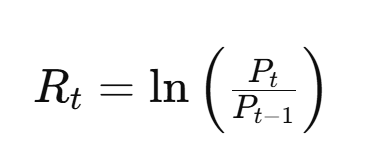 R_t = ln(P_t / P_{t-1})